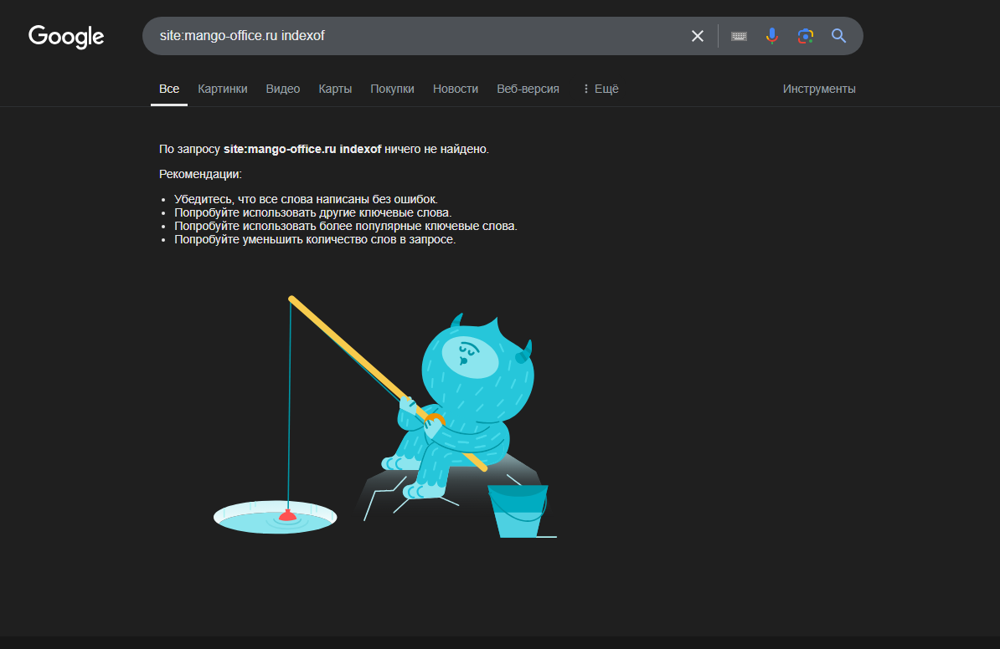 Google
site:mango-office.ru indexof
Все Картинки Видео Карты Покупки Новости Веб-версия Ещё Инструменты
По запросу site:mango-office.ru indexof ничего не найдено.
Рекомендации:
• Убедитесь, что все слова написаны без ошибок.
• Попробуйте использовать другие ключевые слова.
• Попробуйте использовать более популярные ключевые слова.
• Попробуйте уменьшить количество слов в запросе.